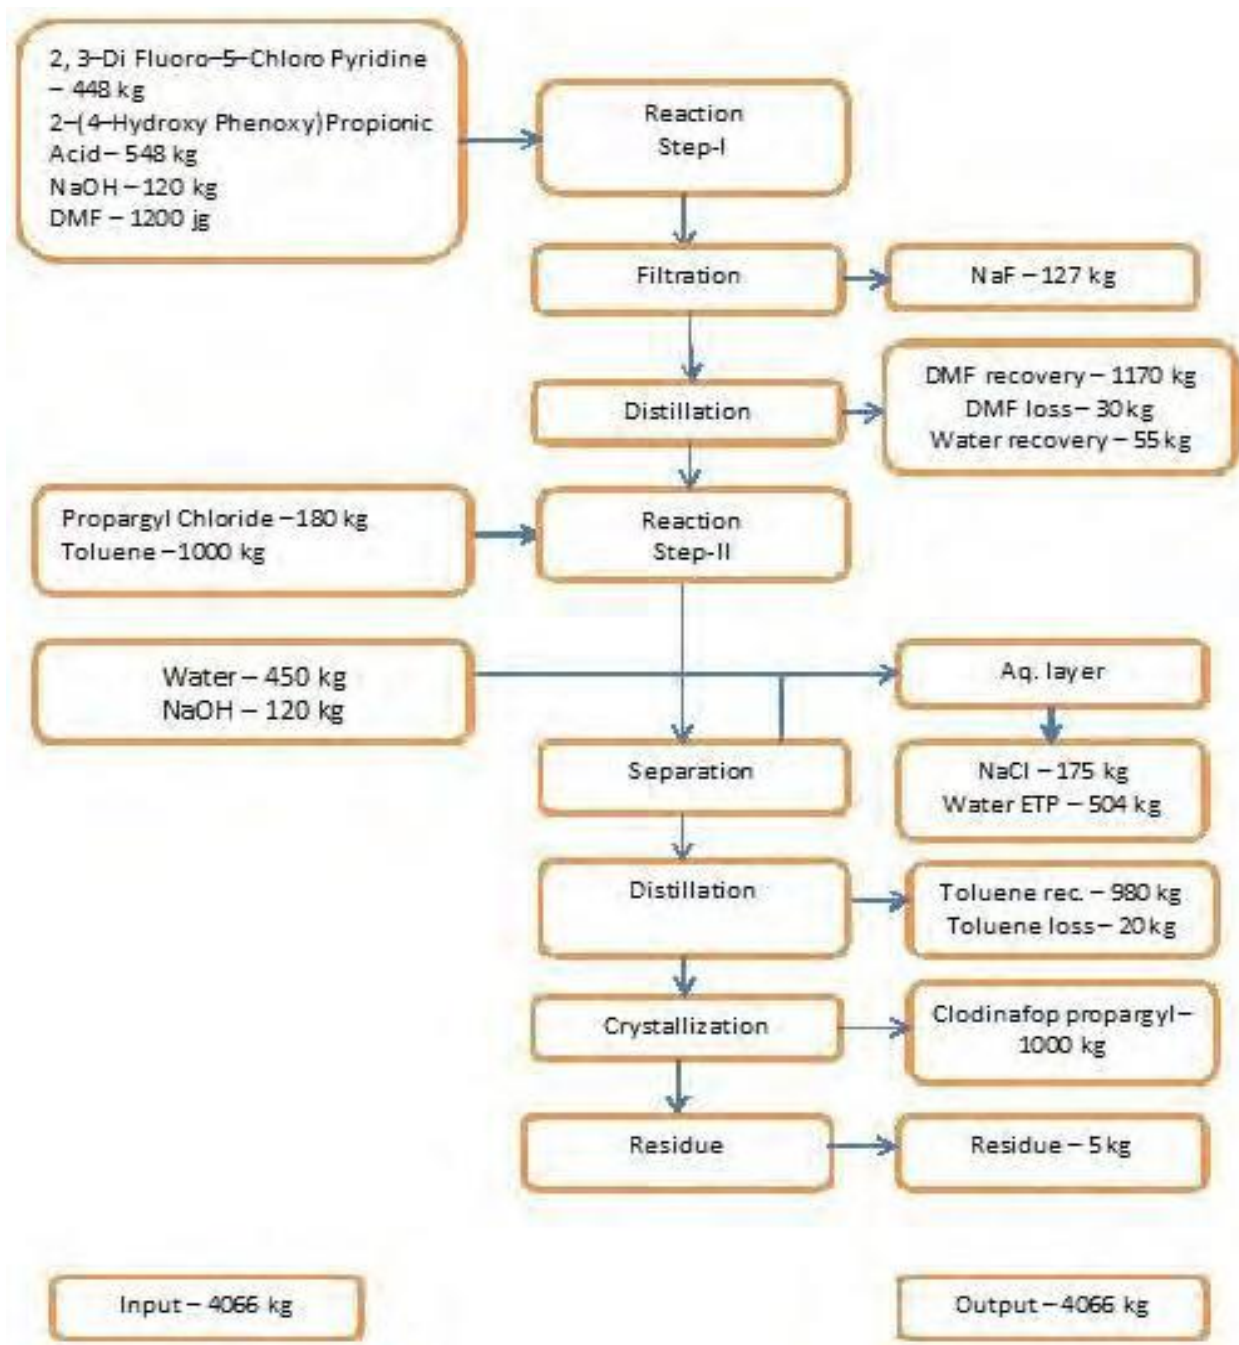 2, 3-Di Fluoro-5-Chloro Pyridine
- 448 kg
2-(4-Hydroxy Phenoxy)Propionic
Acid- 548 kg
NaOH - 120 kg
DMF - 1200 jg
Reaction
Step-I
Filtration
NaF - 127 kg
Distillation
DMF recovery - 1170 kg
DMF loss - 30 kg
Water recovery - 55 kg
Propargyl Chloride -180 kg
Toluene -1000 kg
Reaction
Step-II
Water - 450 kg
NaOH - 120 kg
Aq. layer
Separation
NaCl - 175 kg
Water ETP - 504 kg
Distillation
Toluene rec. - 980 kg
Toluene loss - 20 kg
Crystallization
Clodinafop propargyl-
1000 kg
Residue
Residue - 5 kg
Input - 4066 kg
Output - 4066 kg